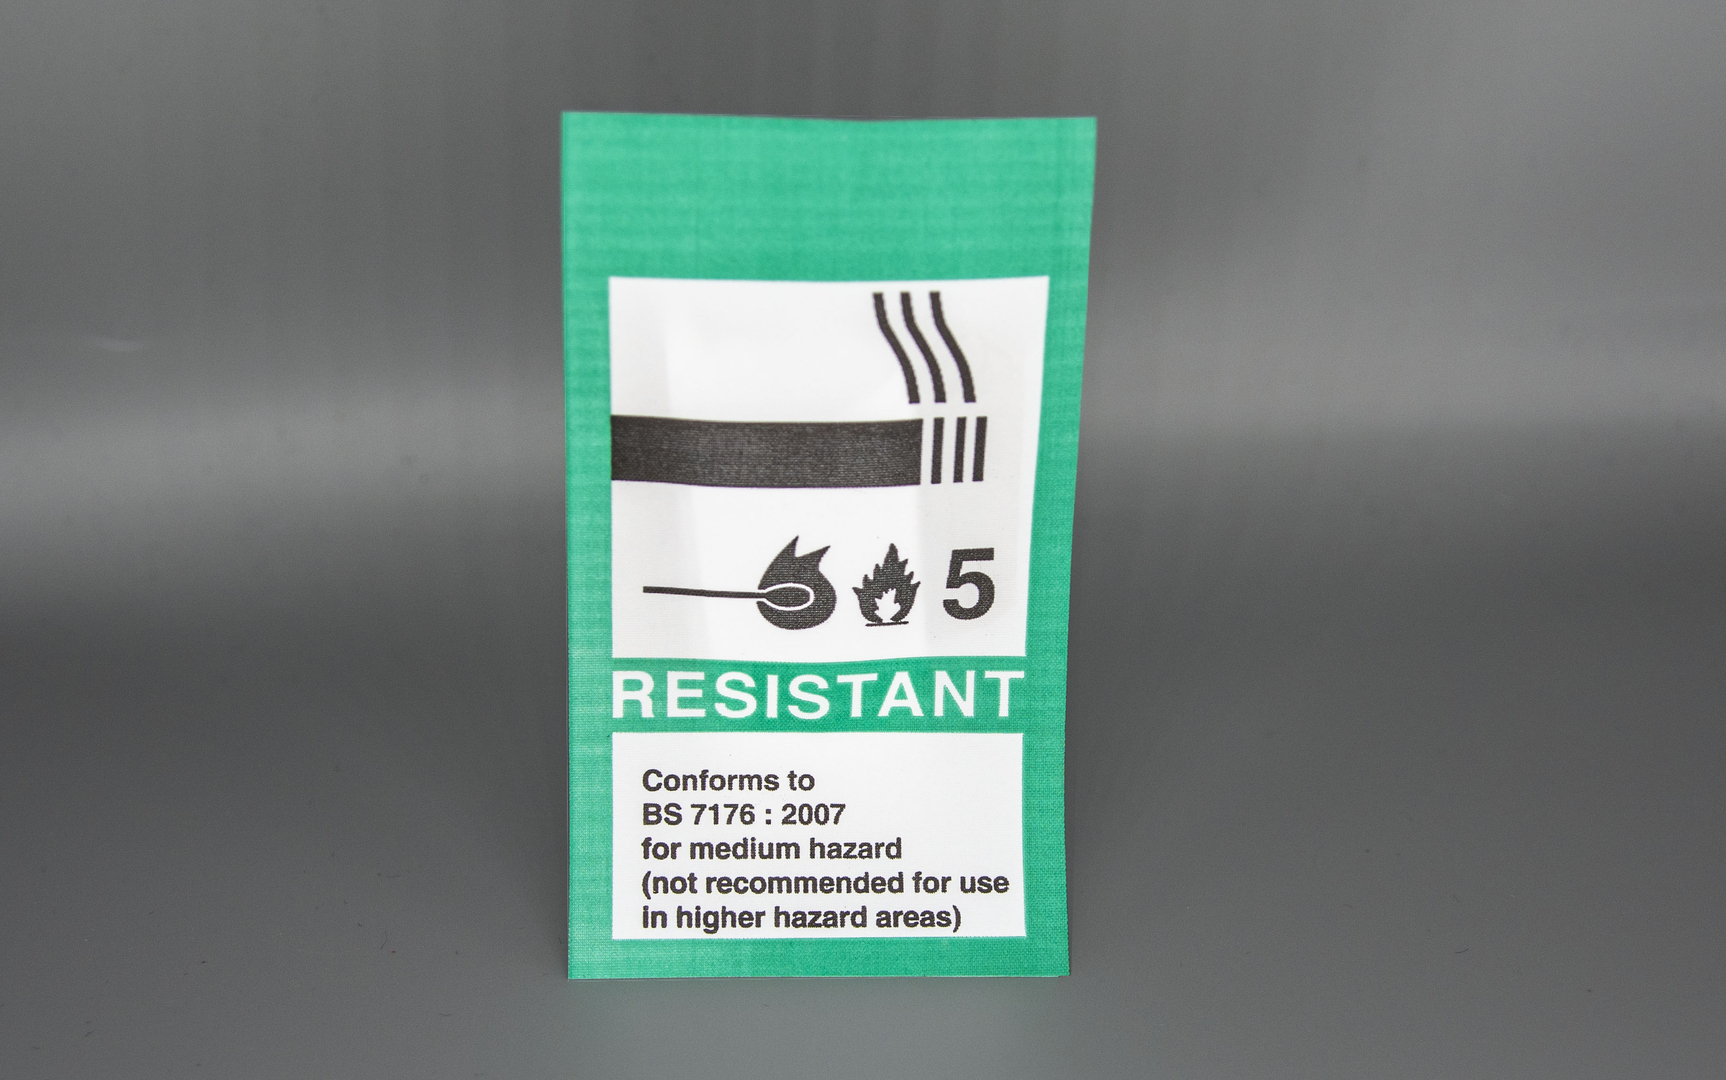 5
RESISTANT
Conforms to
BS 7176 : 2007
for medium hazard
(not recommended for use
in higher hazard areas)